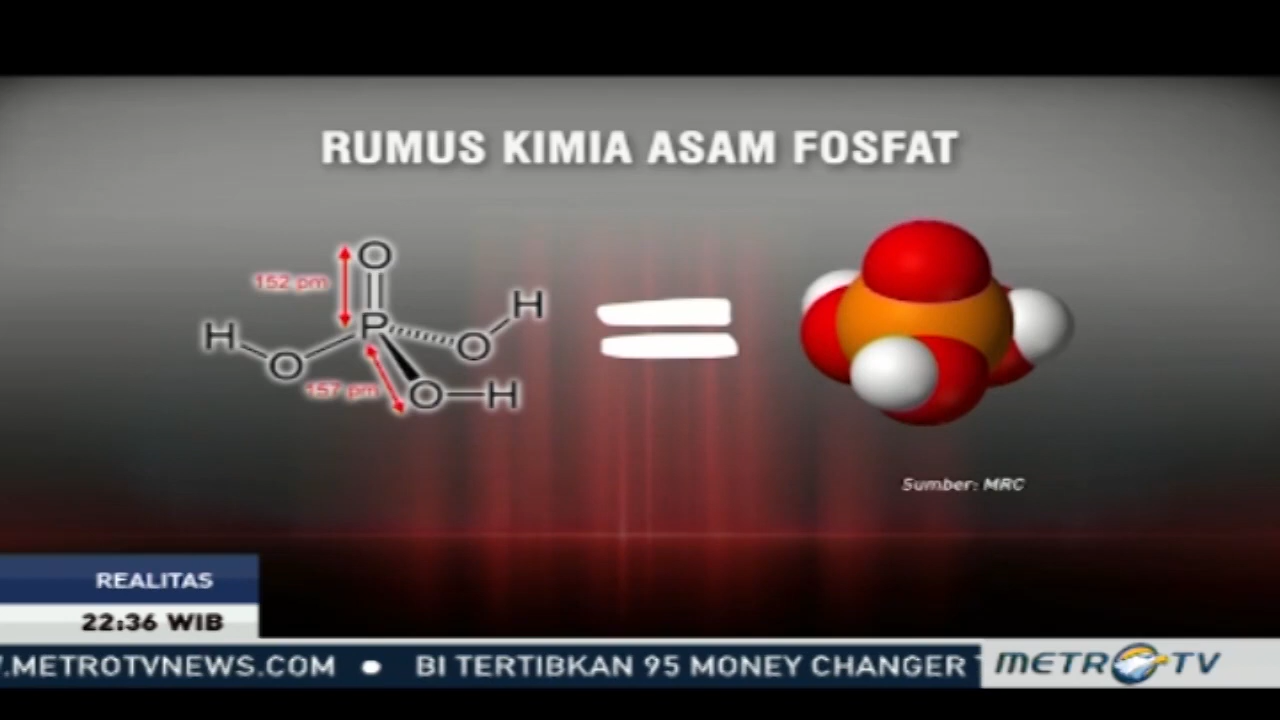 RUMUS KIMIA ASAM FOSFAT
O
152 pm
P
H
O
O
H
157 pm
O
H
Sumber: MRC
REALITAS
22:36 WIB
.METROTVNEWS.COM • BI TERTIBKAN 95 MONEY CHANGER
METRO TV